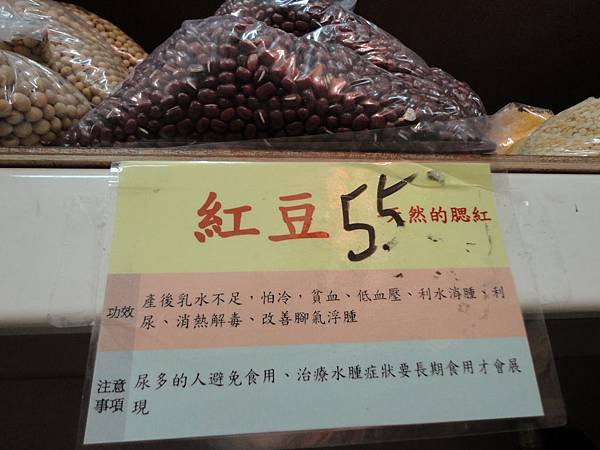 紅豆 55 天然的腮紅
功效 產後乳水不足，怕冷，貧血、低血壓、利水消腫、利
尿、消熱解毒、改善腳氣浮腫
注意事項 尿多的人避免食用、治療水腫症狀要長期食用才會展
現